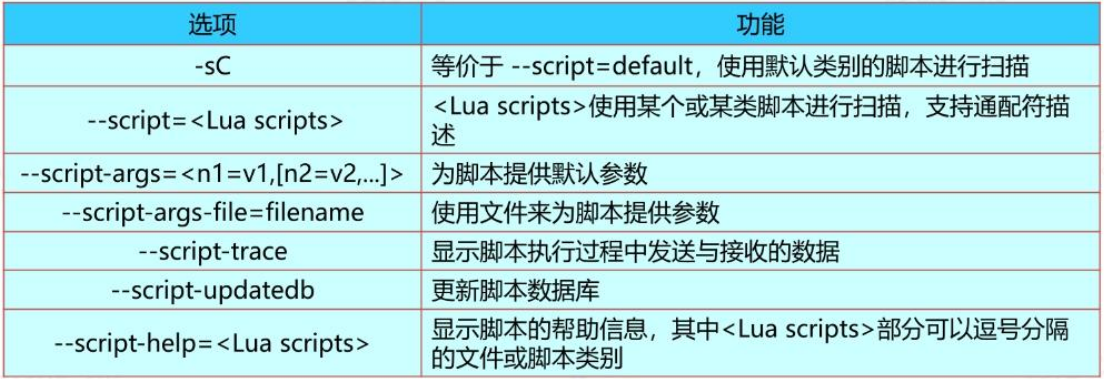 选项 功能
-sC 等价于 --script=default，使用默认类别的脚本进行扫描
--script=<Lua scripts> <Lua scripts>使用某个或某类脚本进行扫描，支持通配符描
述
--script-args=<n1=v1,[n2=v2,...]> 为脚本提供默认参数
--script-args-file=filename 使用文件来为脚本提供参数
--script-trace 显示脚本执行过程中发送与接收的数据
--script-updatedb 更新脚本数据库
--script-help=<Lua scripts> 显示脚本的帮助信息，其中<Lua scripts>部分可以逗号分隔
的文件或脚本类别